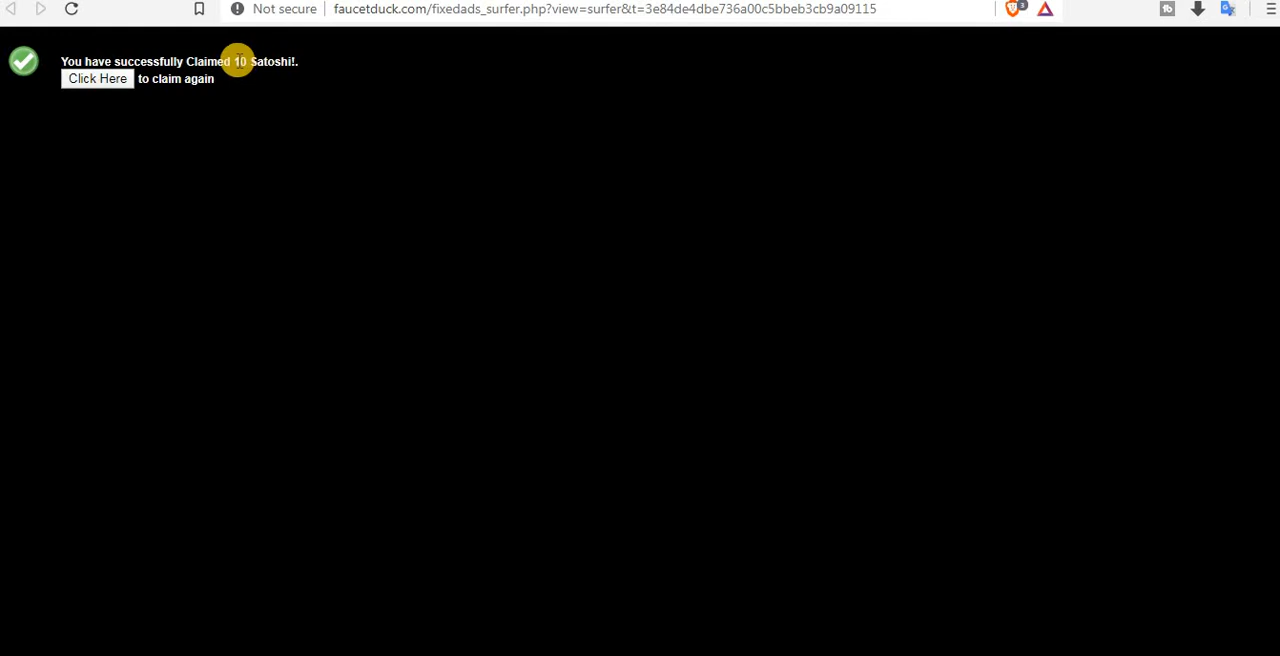 Not secure
faucetduck.com/fixedads_surfer.php?view=surfer&t=3e84de4dbe736a00c5bbeb3cb9a09115
3
You have successfully Claimed 10 Satoshi!.
Click Here to claim again